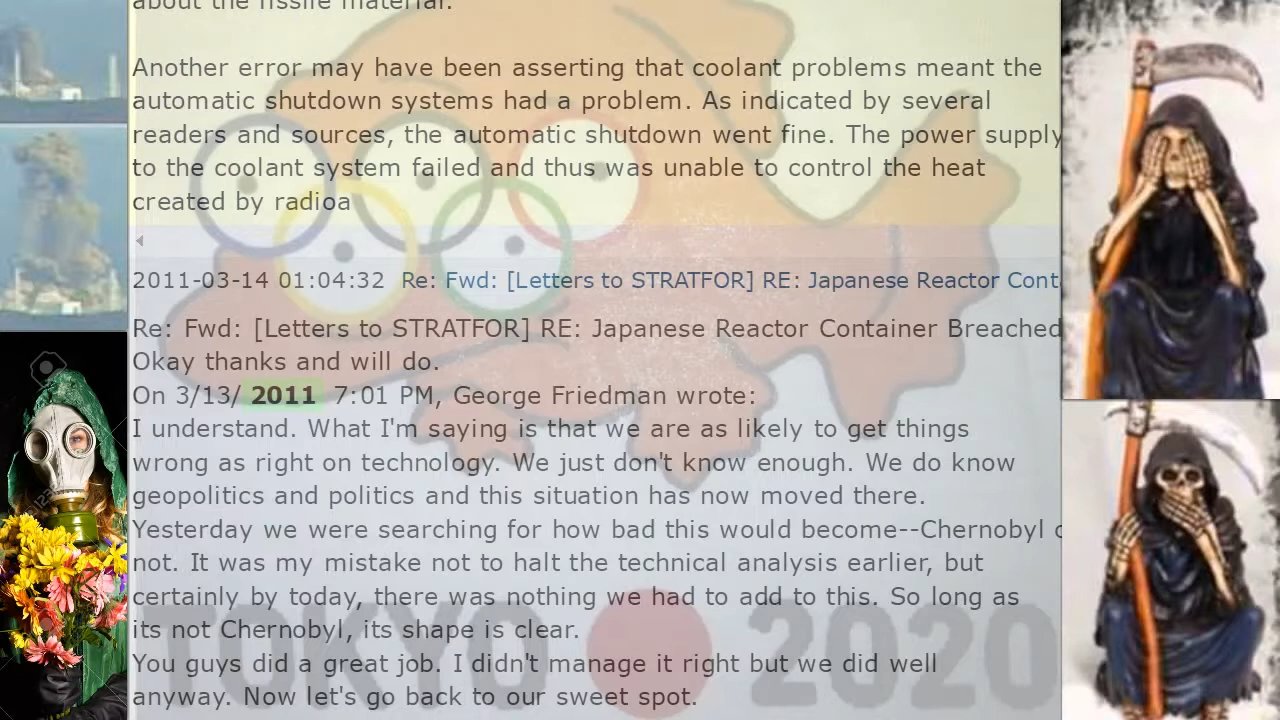 about the fissile material.
Another error may have been asserting that coolant problems meant the
automatic shutdown systems had a problem. As indicated by several
readers and sources, the automatic shutdown went fine. The power supply
to the coolant system failed and thus was unable to control the heat
created by radioa
2011-03-14 01:04:32 Re: Fwd: [Letters to STRATFOR] RE: Japanese Reactor Cont
Re: Fwd: [Letters to STRATFOR] RE: Japanese Reactor Container Breached
Okay thanks and will do.
On 3/13/ 2011 7:01 PM, George Friedman wrote:
I understand. What I'm saying is that we are as likely to get things
wrong as right on technology. We just don't know enough. We do know
geopolitics and politics and this situation has now moved there.
Yesterday we were searching for how bad this would become--Chernobyl o
not. It was my mistake not to halt the technical analysis earlier, but
certainly by today, there was nothing we had to add to this. So long as
its not Chernobyl, its shape is clear.
You guys did a great job. I didn't manage it right but we did well
anyway. Now let's go back to our sweet spot.
TOKYO 2020